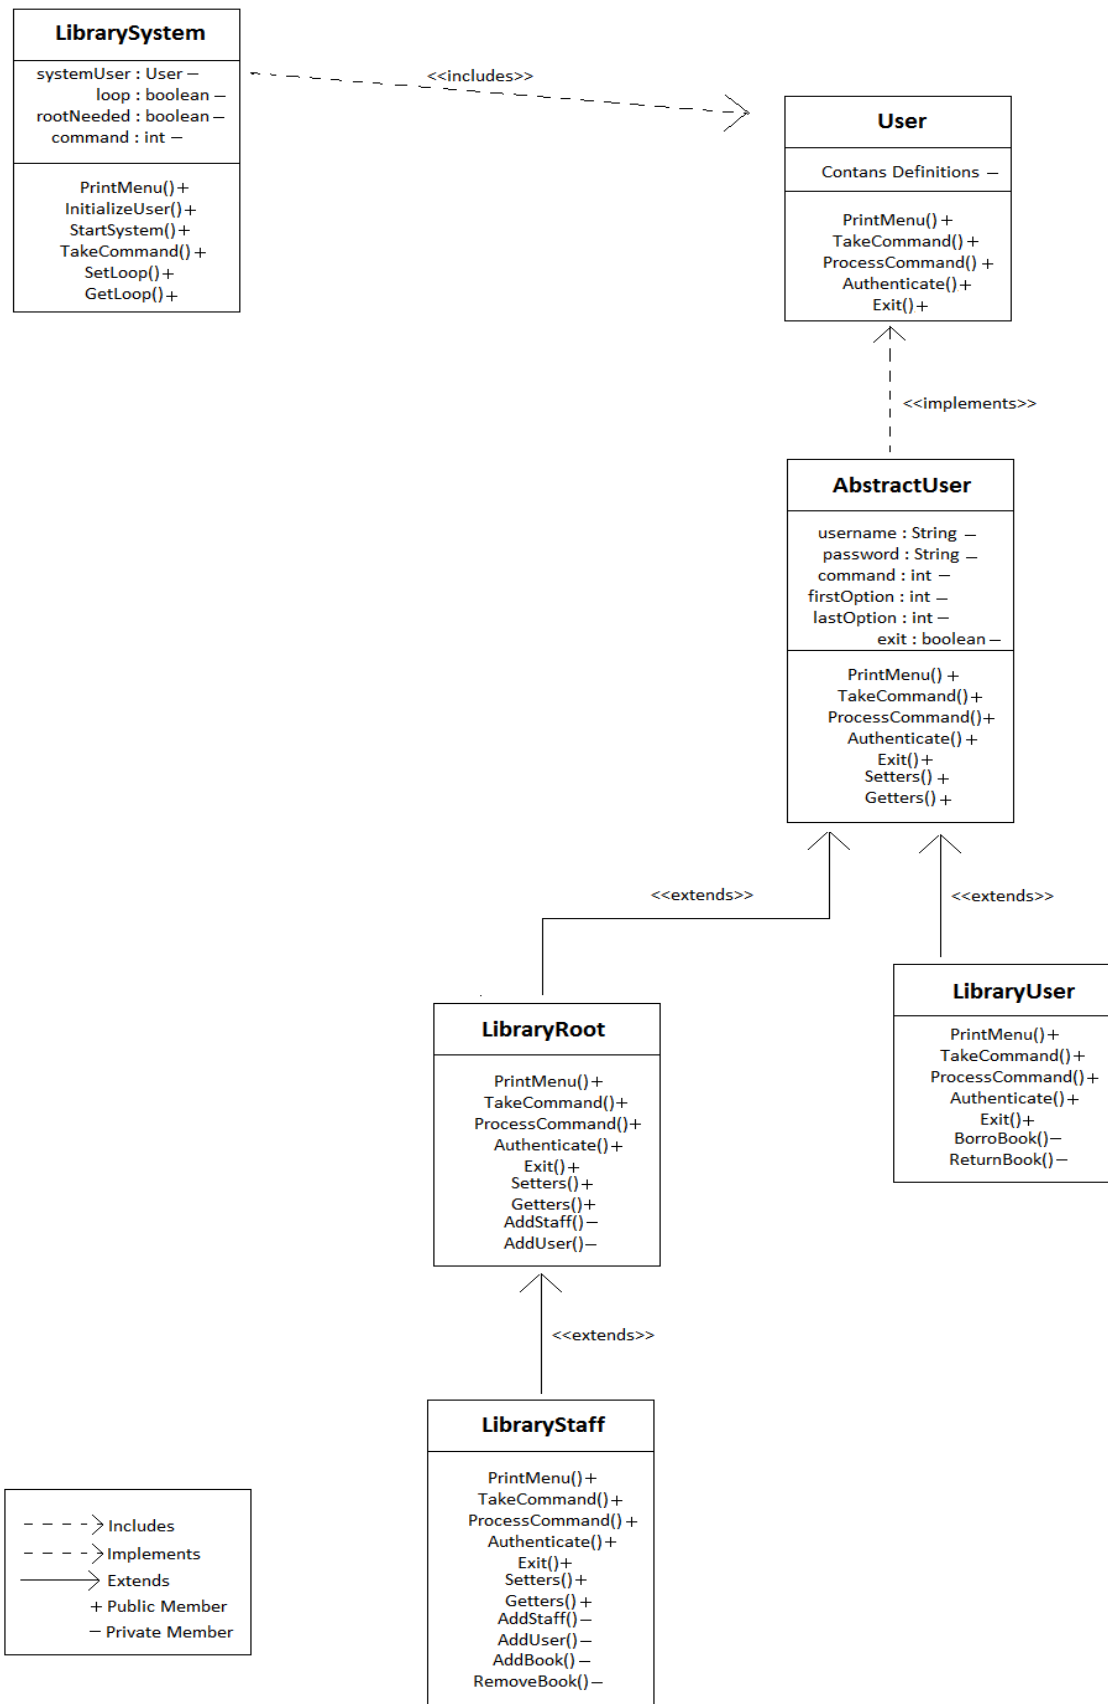 LibrarySystem
systemUser : User −
loop : boolean −
rootNeeded : boolean −
command : int −
PrintMenu()+
InitializeUser()+
StartSystem()+
TakeCommand()+
SetLoop()+
GetLoop()+
<<includes>>
User
Contans Definitions −
PrintMenu()+
TakeCommand()+
ProcessCommand()+
Authenticate()+
Exit()+
<<implements>>
AbstractUser
username : String −
password : String −
command : int −
firstOption : int −
lastOption : int −
exit : boolean −
PrintMenu()+
TakeCommand()+
ProcessCommand()+
Authenticate()+
Exit()+
Setters()+
Getters()+
<<extends>>
<<extends>>
LibraryUser
PrintMenu()+
TakeCommand()+
ProcessCommand()+
Authenticate()+
Exit()+
BorroBook()−
ReturnBook()−
LibraryRoot
PrintMenu()+
TakeCommand()+
ProcessCommand()+
Authenticate()+
Exit()+
Setters()+
Getters()+
AddStaff()−
AddUser()−
<<extends>>
LibraryStaff
PrintMenu()+
TakeCommand()+
ProcessCommand()+
Authenticate()+
Exit()+
Setters()+
Getters()+
AddStaff()−
AddUser()−
AddBook()−
RemoveBook()−
Includes
Implements
Extends
+ Public Member
− Private Member